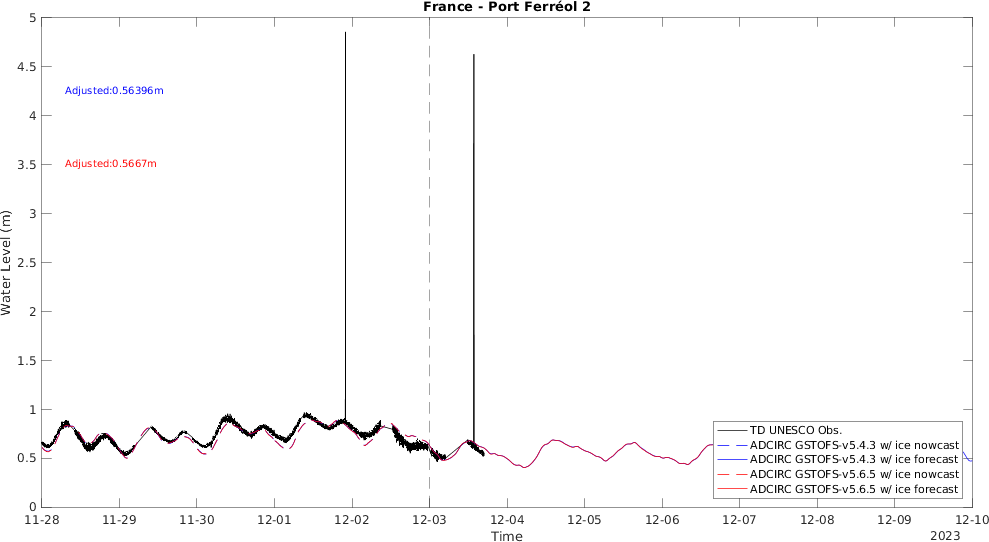 France - Port Ferréol 2
5
4.5
4
3.5
3
2.5
2
1.5
1
0.5
0
Water Level (m)
Adjusted:0.56396m
Adjusted:0.5667m
TD UNESCO Obs.
ADCIRC GSTOFS-v5.4.3 w/ ice nowcast
ADCIRC GSTOFS-v5.4.3 w/ ice forecast
ADCIRC GSTOFS-v5.6.5 w/ ice nowcast
ADCIRC GSTOFS-v5.6.5 w/ ice forecast
11-28 11-29 11-30 12-01 12-02 12-03 12-04 12-05 12-06 12-07 12-08 12-09 12-10
Time
2023